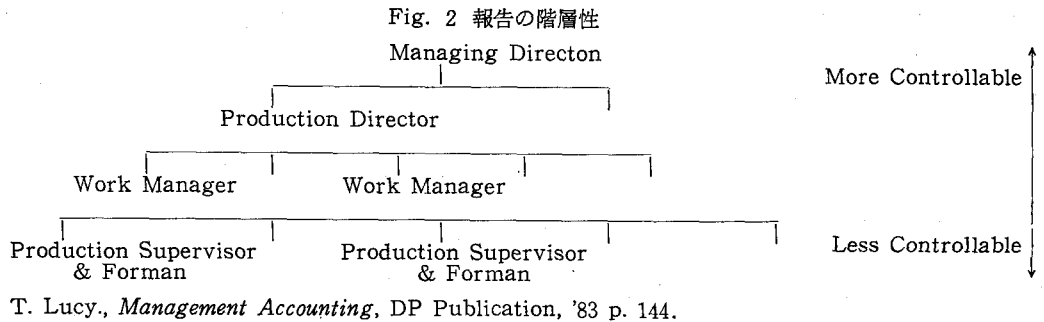 Fig. 2 報告の階層性
Managing Directon
More Controllable
Production Director
Work Manager Work Manager
Production Supervisor Production Supervisor Less Controllable
& Forman & Forman
T. Lucy., Management Accounting, DP Publication, '83 p. 144.